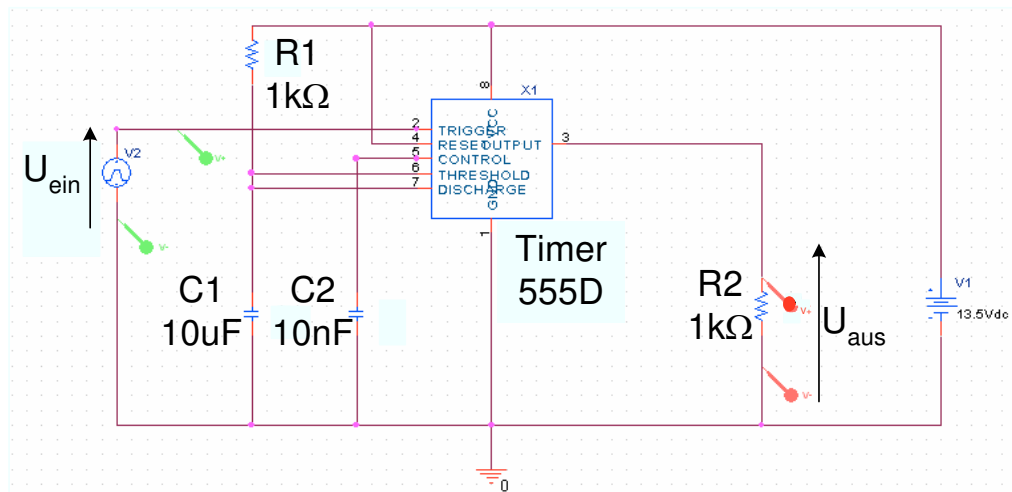 R1
1kΩ
8
X1
VCC
2
TRIGGER
4
RESET
OUTPUT
3
5
CONTROL
6
THRESHOLD
7
DISCHARGE
GND
1
V2
U ein
V+
V-
Timer
555D
C1
10uF
C2
10nF
R2
1kΩ
V+
V-
U aus
V1
13.5Vdc
+
-
0